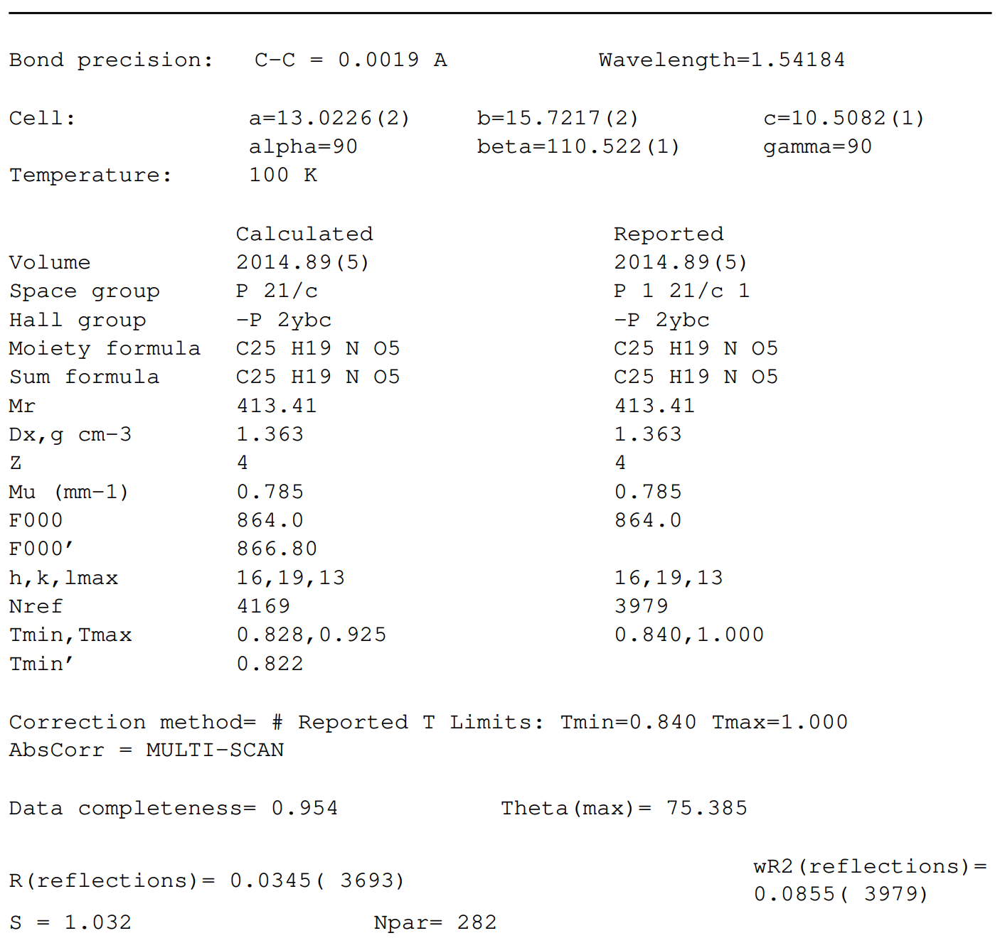 Bond precision: C-C = 0.0019 A Wavelength=1.54184
Cell: a=13.0226(2) b=15.7217(2) c=10.5082(1)
alpha=90 beta=110.522(1) gamma=90
Temperature: 100 K
Calculated Reported
Volume 2014.89(5) 2014.89(5)
Space group P 21/c P 1 21/c 1
Hall group -P 2ybc -P 2ybc
Moiety formula C25 H19 N O5 C25 H19 N O5
Sum formula C25 H19 N O5 C25 H19 N O5
Mr 413.41 413.41
Dx,g cm-3 1.363 1.363
Z 4 4
Mu (mm-1) 0.785 0.785
F000 864.0 864.0
F000' 866.80
h,k,lmax 16,19,13 16,19,13
Nref 4169 3979
Tmin,Tmax 0.828,0.925 0.840,1.000
Tmin' 0.822
Correction method= # Reported T Limits: Tmin=0.840 Tmax=1.000
AbsCorr = MULTI-SCAN
Data completeness= 0.954 Theta(max)= 75.385
R(reflections)= 0.0345( 3693) wR2(reflections)=
0.0855( 3979)
S = 1.032 Npar= 282